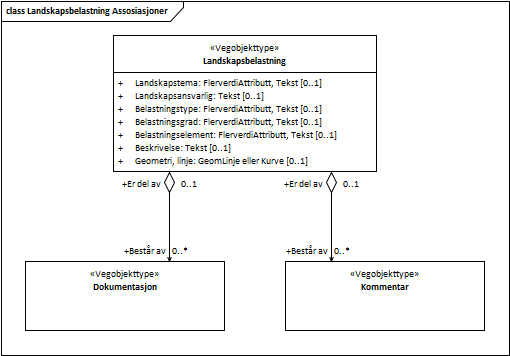 class Landskapsbelastning Assosiasjoner
«Vegobjekttype»
Landskapsbelastning
+ Landskapstema: FlerverdiAttributt, Tekst [0..1]
+ Landskapsansvarlig: Tekst [0..1]
+ Belastningstype: FlerverdiAttributt, Tekst [0..1]
+ Belastningsgrad: FlerverdiAttributt, Tekst [0..1]
+ Belastningselement: FlerverdiAttributt, Tekst [0..1]
+ Beskrivelse: Tekst [0..1]
+ Geometri, linje: GeomLinje eller Kurve [0..1]
+Er del av 0..1 +Er del av 0..1
+Består av 0..* +Består av 0..*
«Vegobjekttype» «Vegobjekttype»
Dokumentasjon Kommentar